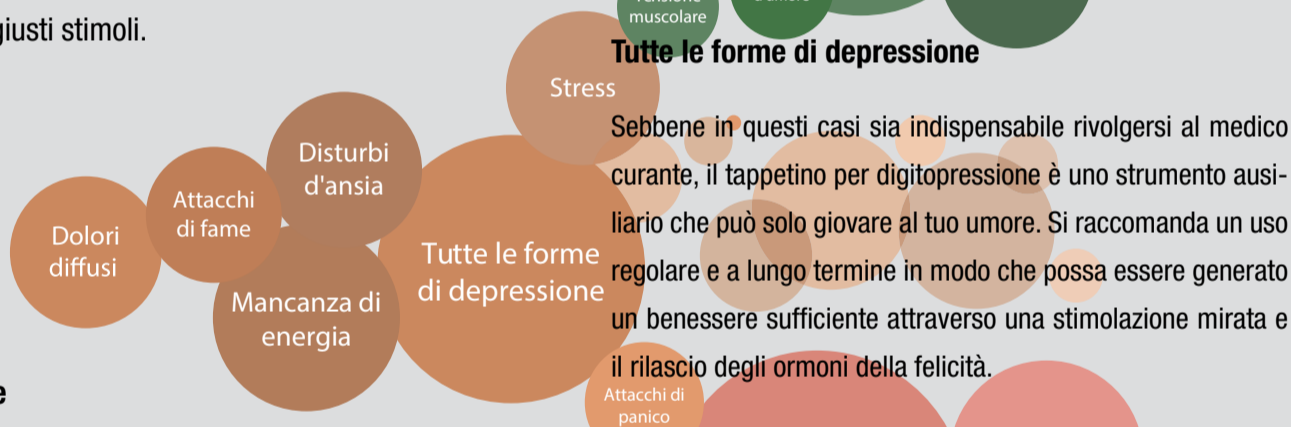 giusti stimoli.
muscolare
Stress
Disturbi
d'ansia
Attacchi
di fame
Dolori
diffusi
Mancanza di
energia
Tutte le forme
di depressione
Attacchi di
panico
Tutte le forme di depressione
Sebbene in questi casi sia indispensabile rivolgersi al medico
curante, il tappetino per digitopressione è uno strumento ausi-
liario che può solo giovare al tuo umore. Si raccomanda un uso
regolare e a lungo termine in modo che possa essere generato
un benessere sufficiente attraverso una stimolazione mirata e
il rilascio degli ormoni della felicità.
e